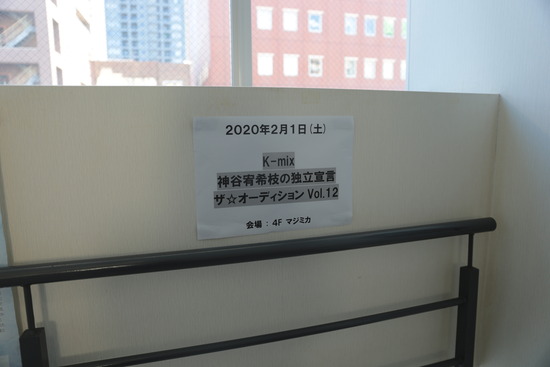 2020年2月1日(土)
K-mix
神谷宥希枝の独立宣言
ザ☆オーディション Vol.12
会場 : 4F マジミカ